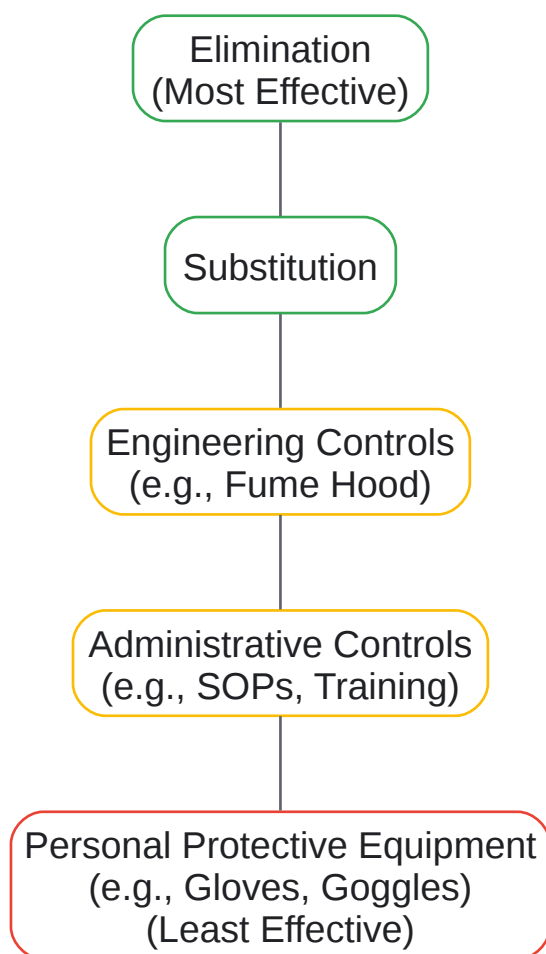 Elimination
(Most Effective)
Substitution
Engineering Controls
(e.g., Fume Hood)
Administrative Controls
(e.g., SOPs, Training)
Personal Protective Equipment
(e.g., Gloves, Goggles)
(Least Effective)